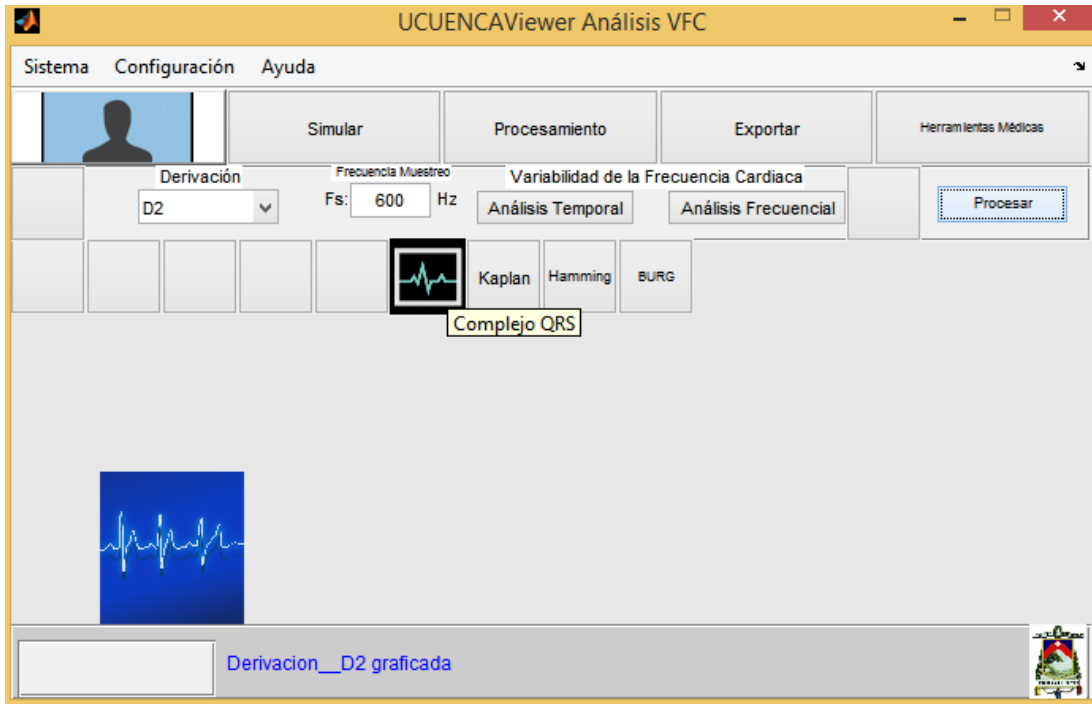 UCUENCAViewer Análisis VFC
Sistema Configuración Ayuda
Simular Procesamiento Exportar Herramientas Médicas
Derivación Frecuencia Muestreo Variabilidad de la Frecuencia Cardiaca
D2 Fs: 600 Hz Análisis Temporal Análisis Frecuencial Procesar
Kaplan Hamming BURG
Complejo QRS
Derivacion__D2 graficada